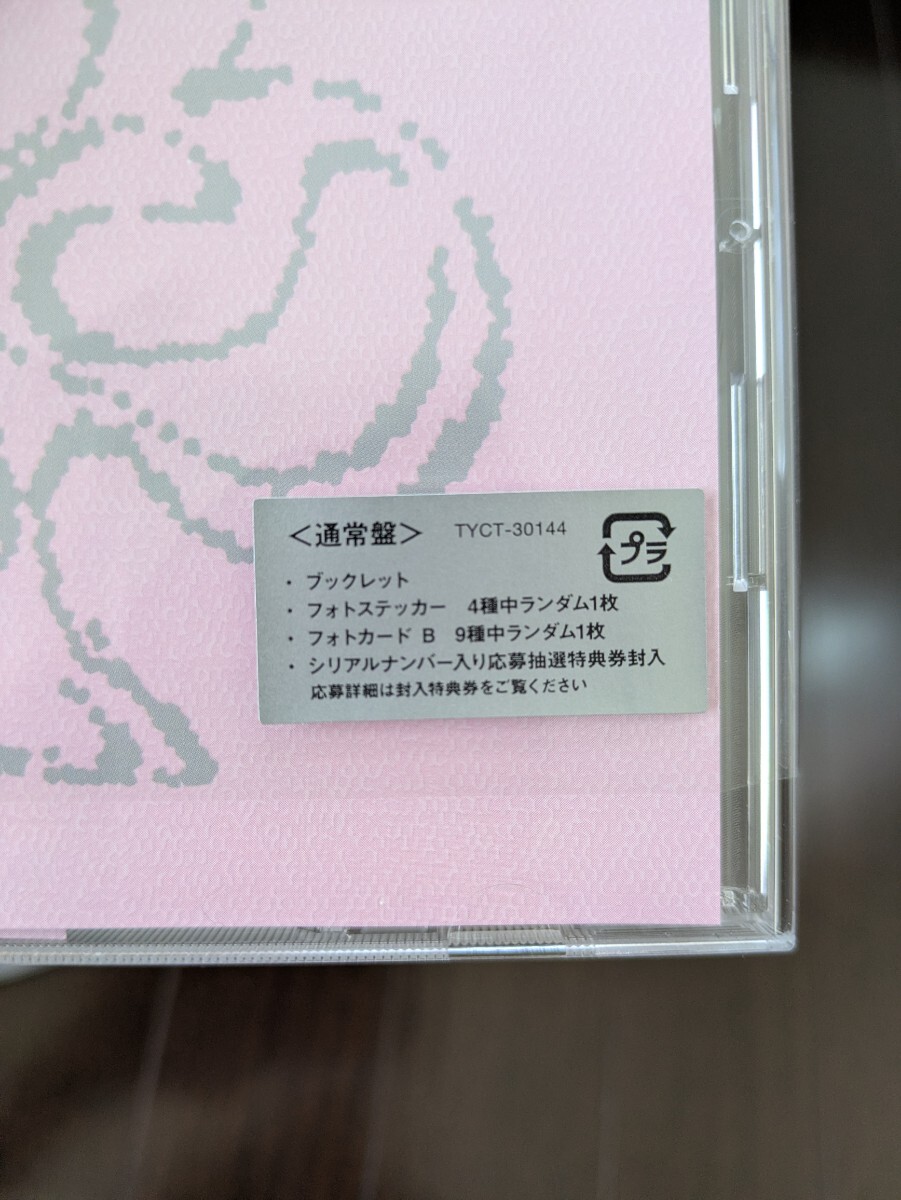 ＜通常盤＞ TYCT-30144
プラ
・ ブックレット
・ フォトステッカー　4種中ランダム1枚
・ フォトカード B　9種中ランダム1枚
・ シリアルナンバー入り応募抽選特典券封入
応募詳細は封入特典券をご覧ください